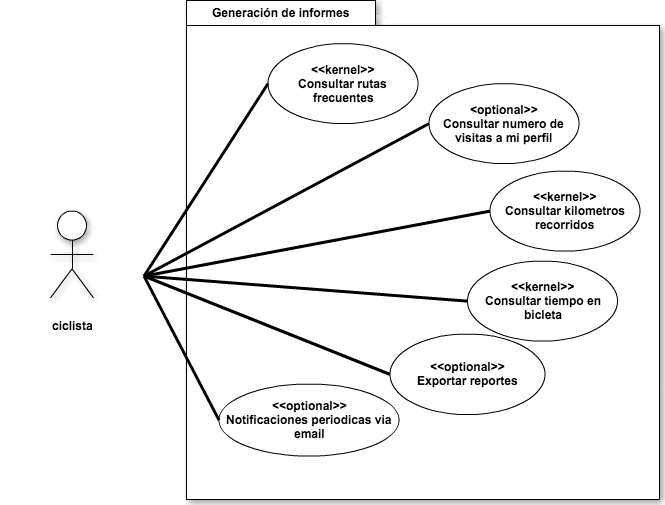 Generación de informes
<<kernel>>
Consultar rutas
frecuentes
<optional>>
Consultar numero de
visitas a mi perfil
<<kernel>>
Consultar kilometros
recorridos
<<kernel>>
Consultar tiempo en
bicleta
ciclista
<<optional>>
Exportar reportes
<<optional>>
Notificaciones periodicas via
email